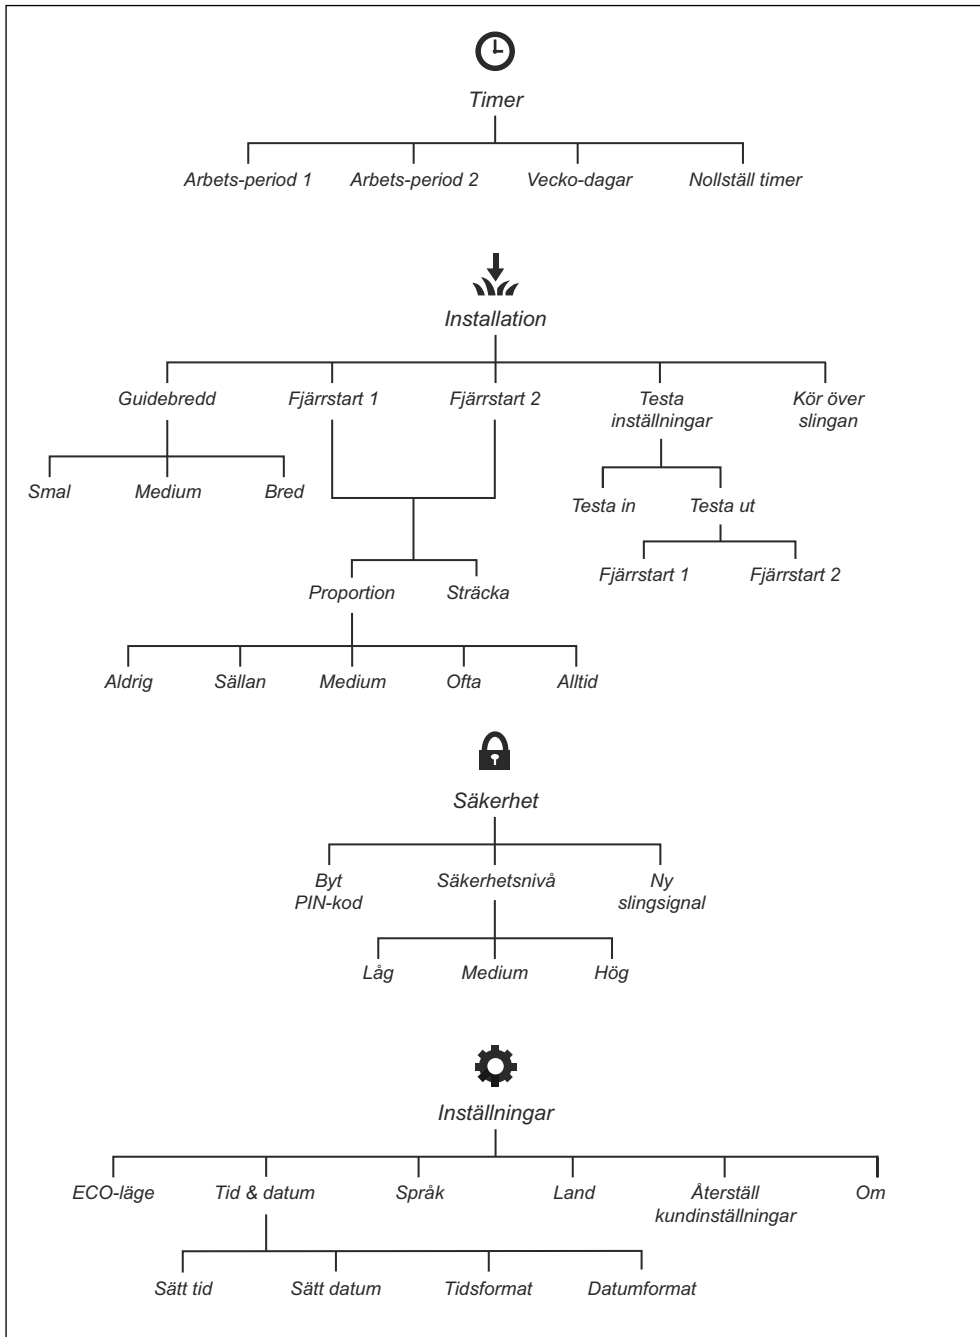 Timer
Arbets-period 1 Arbets-period 2 Vecko-dagar Nollställ timer
Installation
Guidebredd Fjärrstart 1 Fjärrstart 2 Testa inställningar Kör över slingan
Smal Medium Bred
Testa in Testa ut
Fjärrstart 1 Fjärrstart 2
Proportion Sträcka
Aldrig Sällan Medium Ofta Alltid
Säkerhet
Byt PIN-kod Säkerhetsnivå Ny slingsignal
Låg Medium Hög
Inställningar
ECO-läge Tid & datum Språk Land Återställ kundinställningar Om
Sätt tid Sätt datum Tidsformat Datumformat